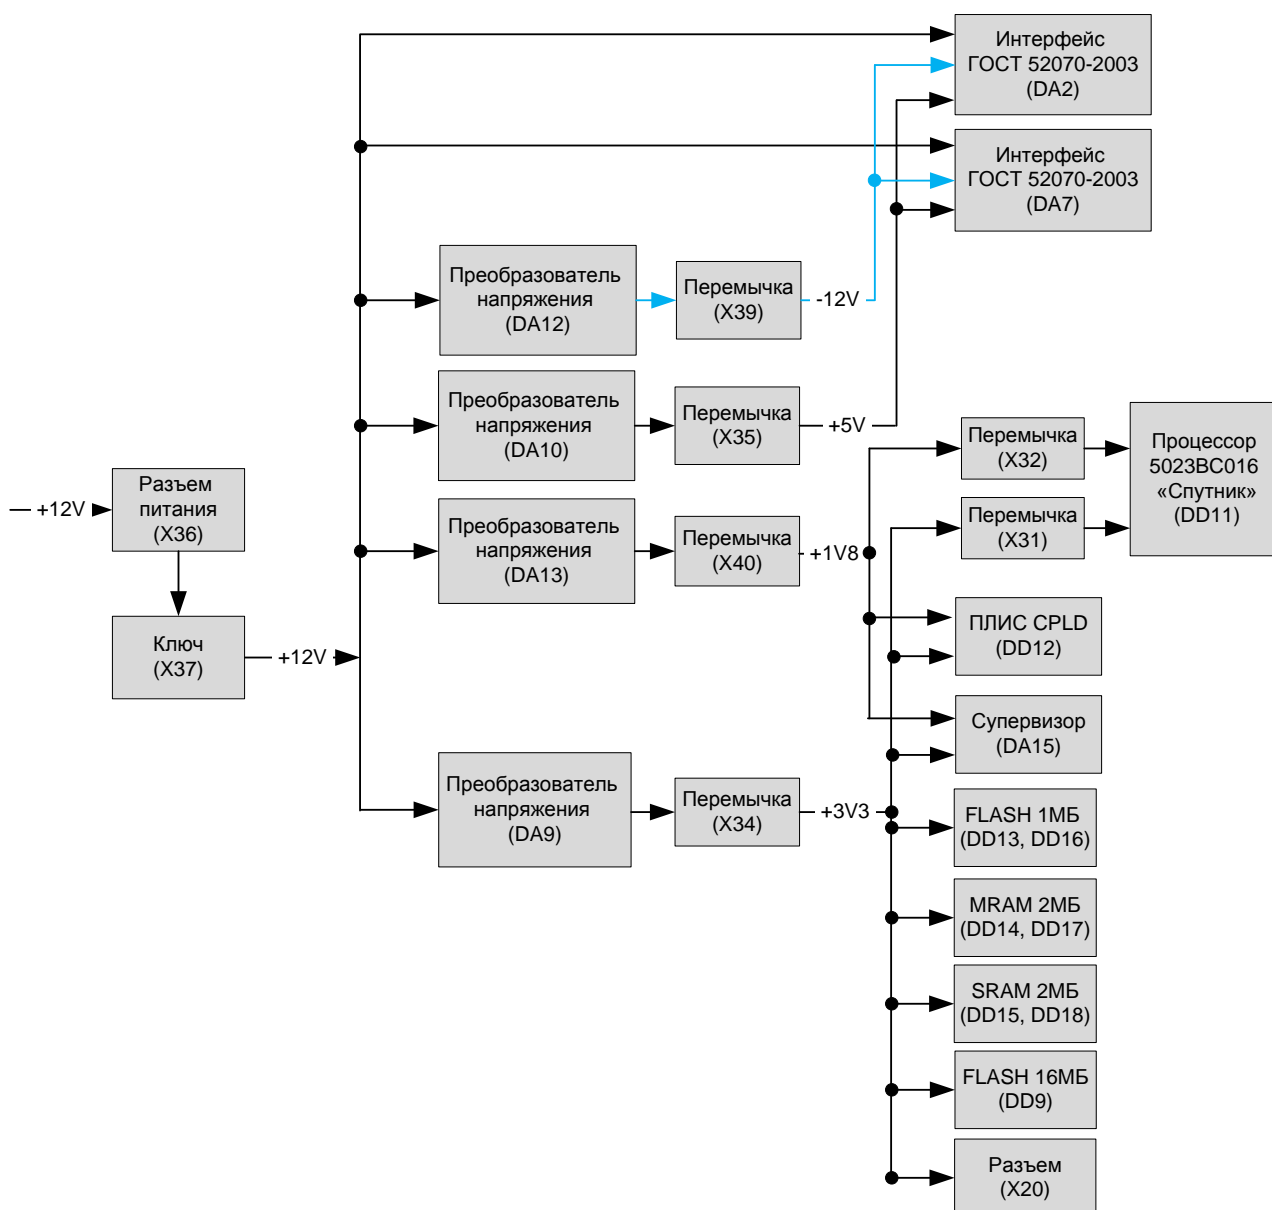 Интерфейс
ГОСТ 52070-2003
(DA2)
Интерфейс
ГОСТ 52070-2003
(DA7)
Преобразователь
напряжения
(DA12)
Перемычка
(X39)
-12V
Преобразователь
напряжения
(DA10)
Перемычка
(X35)
+5V
Перемычка
(X32)
Процессор
5023ВС016
«Спутник»
(DD11)
+12V
Разъем
питания
(X36)
Преобразователь
напряжения
(DA13)
Перемычка
(X40)
+1V8
Перемычка
(X31)
Ключ
(X37)
+12V
ПЛИС CPLD
(DD12)
Супервизор
(DA15)
Преобразователь
напряжения
(DA9)
Перемычка
(X34)
+3V3
FLASH 1МБ
(DD13, DD16)
MRAM 2МБ
(DD14, DD17)
SRAM 2МБ
(DD15, DD18)
FLASH 16МБ
(DD9)
Разъем
(X20)